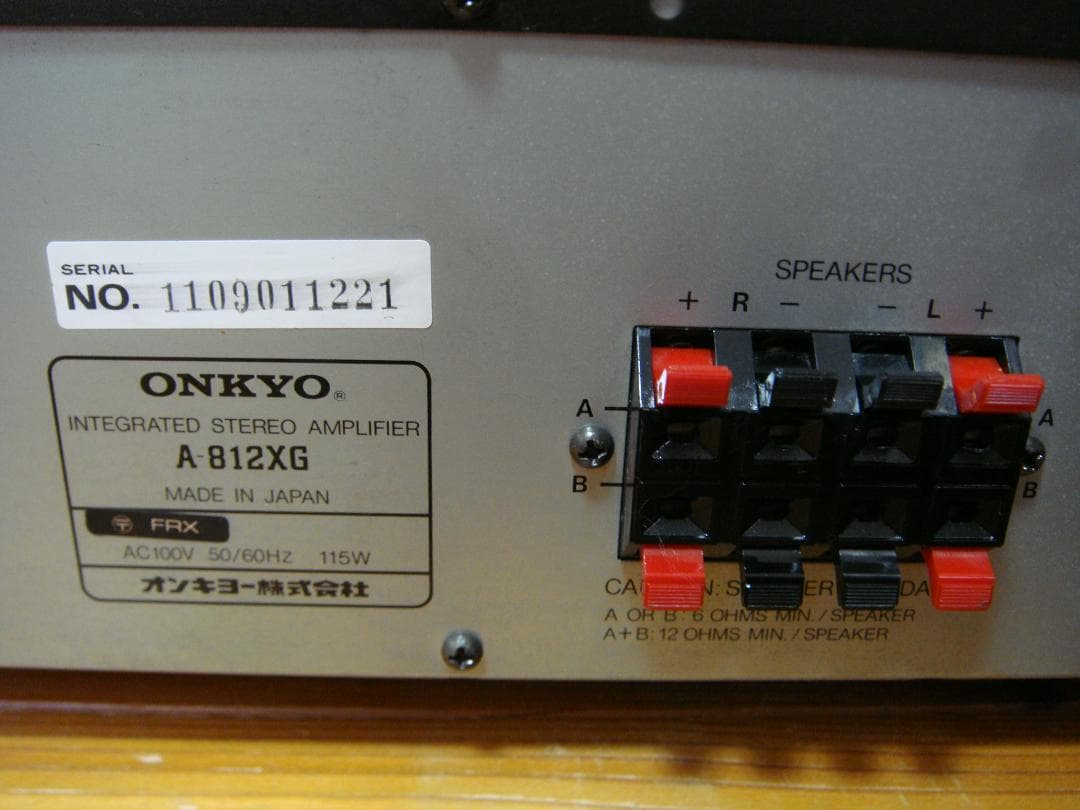 SERIAL
NO. 1109011221
ONKYO®
INTEGRATED STEREO AMPLIFIER
A-812XG
MADE IN JAPAN
〒 FRX
AC100V 50/60Hz 115W
オンキヨー株式会社
SPEAKERS
+ R − − L +
A A
B B
A OR B: 6 OHMS MIN. / SPEAKER
A+B: 12 OHMS MIN. / SPEAKER